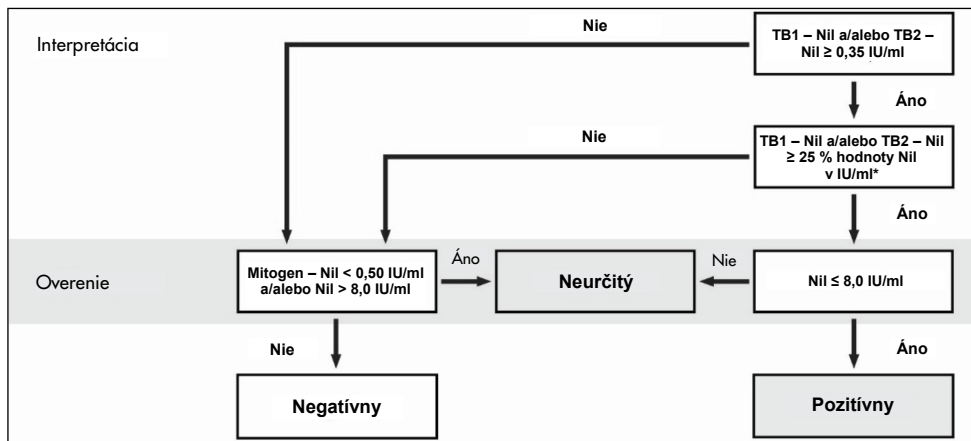 Interpretácia
Nie
TB1 – Nil a/alebo TB2 –
Nil ≥ 0,35 IU/ml
Áno
Nie
TB1 – Nil a/alebo TB2 – Nil
≥ 25 % hodnoty Nil
v IU/ml*
Áno
Overenie
Mitogen – Nil < 0,50 IU/ml
a/alebo Nil > 8,0 IU/ml
Áno
Neurčitý
Nie
Nil ≤ 8,0 IU/ml
Nie
Áno
Negatívny
Pozitívny